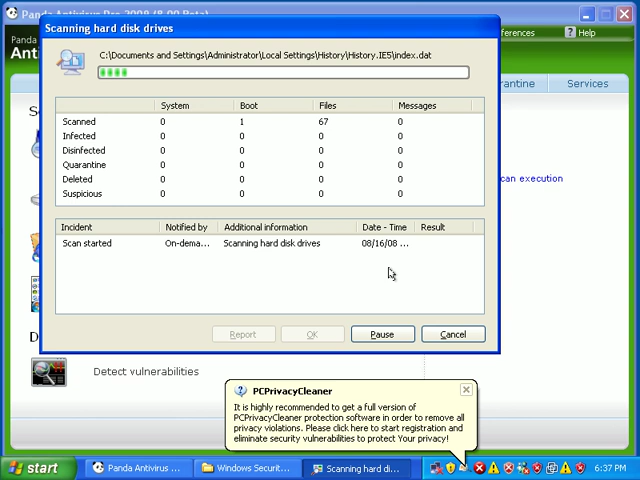 Panda Antivirus Pro 2009 (8.00 Beta)
Scanning hard disk drives
Panda
ferences
Help
Anti
C:\Documents and Settings\Administrator\Local Settings\History\History.IE5\index.dat
antine
Services
System
Boot
Files
Messages
Scanned 0 1 67 0
Infected 0 0 0 0
Disinfected 0 0 0 0
Quarantine 0 0 0 0
Deleted 0 0 0 0
Suspicious 0 0 0 0
can execution
Incident Notified by Additional information Date - Time Result
Scan started On-dema... Scanning hard disk drives 08/16/08 ...
Report
OK
Pause
Cancel
D
Detect vulnerabilities
PCPrivacyCleaner
It is highly recommended to get a full version of
PCPrivacyCleaner protection software in order to remove all
privacy violations. Please click here to start registration and
eliminate security vulnerabilities to protect Your privacy!
start
Panda Antivirus ...
Windows Securit...
Scanning hard di...
6:37 PM